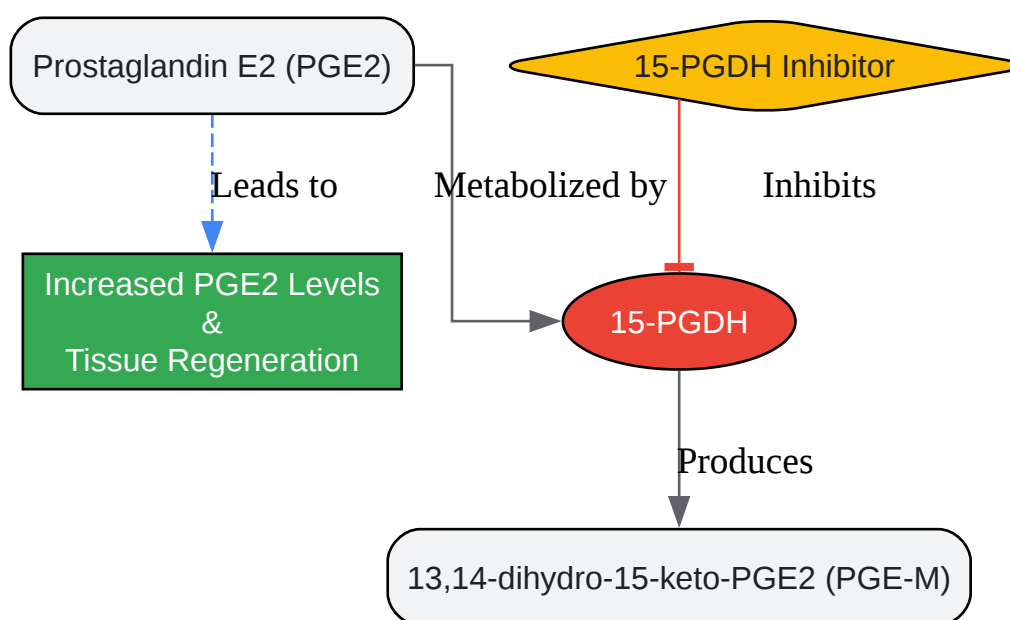 Prostaglandin E2 (PGE2)
15-PGDH Inhibitor
Leads to
Metabolized by
Inhibits
Increased PGE2 Levels
&
Tissue Regeneration
15-PGDH
Produces
13,14-dihydro-15-keto-PGE2 (PGE-M)